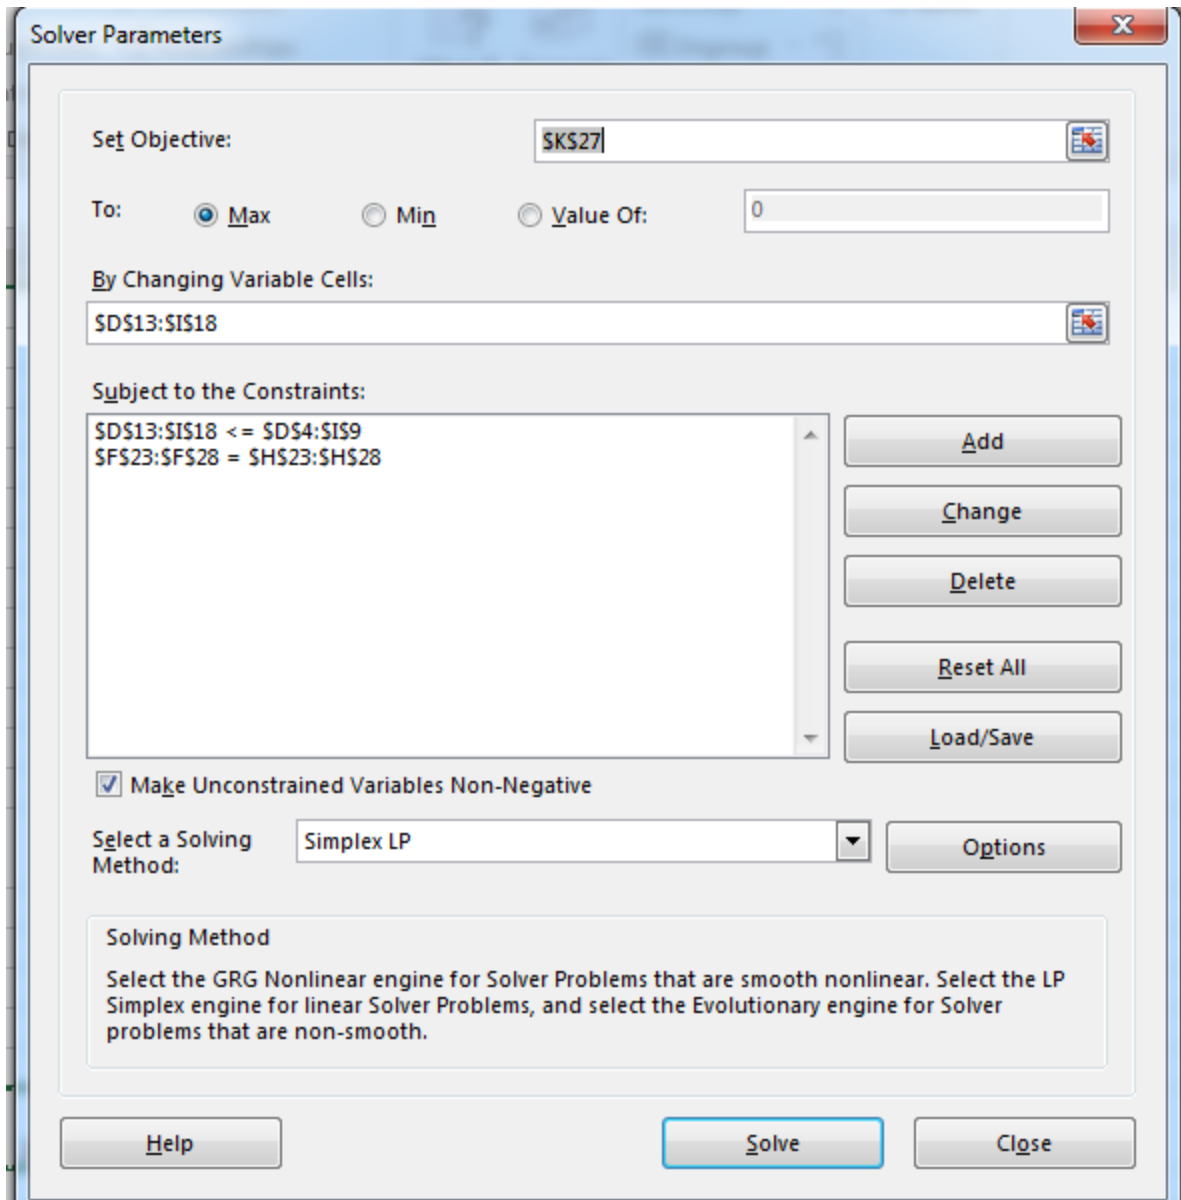 Solver Parameters
X
Set Objective:
$K$27
To:
Max
Min
Value Of:
0
By Changing Variable Cells:
$D$13:$I$18
Subject to the Constraints:
$D$13:$I$18 <= $D$4:$I$9
$F$23:$F$28 = $H$23:$H$28
Add
Change
Delete
Reset All
Load/Save
Make Unconstrained Variables Non-Negative
Select a Solving
Method:
Simplex LP
Options
Solving Method
Select the GRG Nonlinear engine for Solver Problems that are smooth nonlinear. Select the LP
Simplex engine for linear Solver Problems, and select the Evolutionary engine for Solver
problems that are non-smooth.
Help
Solve
Close